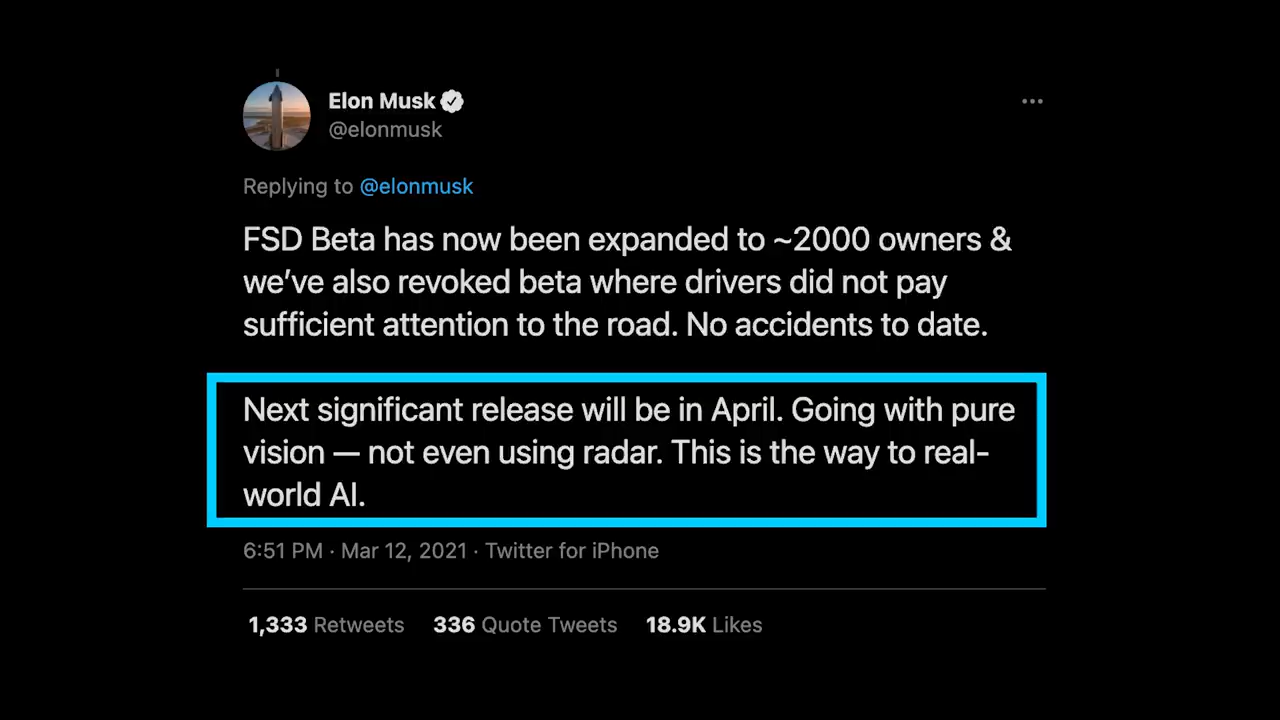 Elon Musk
@elonmusk
Replying to @elonmusk
FSD Beta has now been expanded to ~2000 owners &
we’ve also revoked beta where drivers did not pay
sufficient attention to the road. No accidents to date.
Next significant release will be in April. Going with pure
vision — not even using radar. This is the way to real-
world AI.
6:51 PM · Mar 12, 2021 · Twitter for iPhone
1,333 Retweets 336 Quote Tweets 18.9K Likes